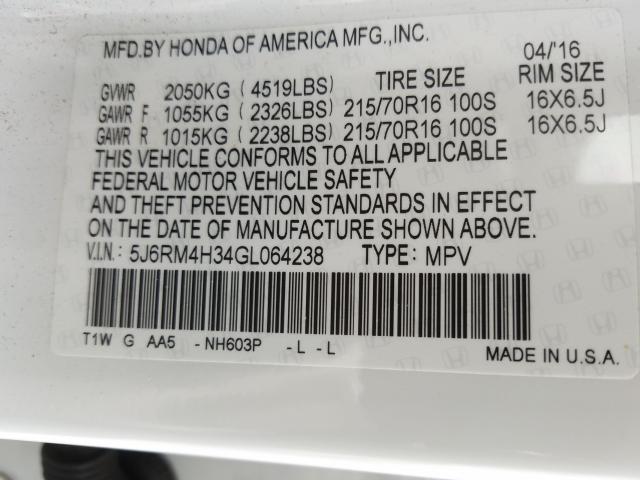 MFD.BY HONDA OF AMERICA MFG.,INC. 04/'16
GVWR 2050KG (4519LBS) TIRE SIZE RIM SIZE
GAWR F 1055KG (2326LBS) 215/70R16 100S 16X6.5J
GAWR R 1015KG (2238LBS) 215/70R16 100S 16X6.5J
THIS VEHICLE CONFORMS TO ALL APPLICABLE
FEDERAL MOTOR VEHICLE SAFETY
AND THEFT PREVENTION STANDARDS IN EFFECT
ON THE DATE OF MANUFACTURE SHOWN ABOVE.
V.I.N.: 5J6RM4H34GL064238 TYPE: MPV
T1W G AA5 -NH603P -L -L
MADE IN U.S.A.